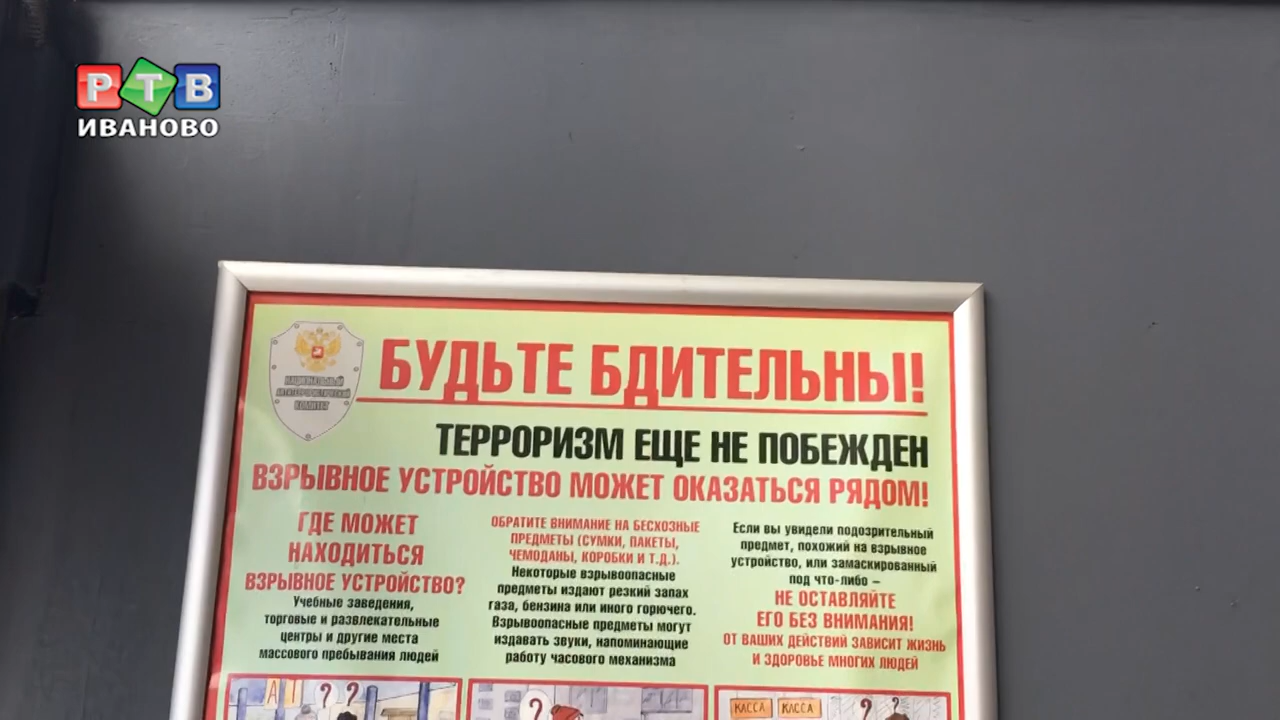 РТВ
ИВАНОВО
НАЦИОНАЛЬНЫЙ
АНТИТЕРРОРИСТИЧЕСКИЙ
КОМИТЕТ
БУДЬТЕ БДИТЕЛЬНЫ!
ТЕРРОРИЗМ ЕЩЕ НЕ ПОБЕЖДЕН
ВЗРЫВНОЕ УСТРОЙСТВО МОЖЕТ ОКАЗАТЬСЯ РЯДОМ!
ГДЕ МОЖЕТ
НАХОДИТЬСЯ
ВЗРЫВНОЕ УСТРОЙСТВО?
Учебные заведения,
торговые и развлекательные
центры и другие места
массового пребывания людей
ОБРАТИТЕ ВНИМАНИЕ НА БЕСХОЗНЫЕ
ПРЕДМЕТЫ (СУМКИ, ПАКЕТЫ,
ЧЕМОДАНЫ, КОРОБКИ И Т.Д.).
Некоторые взрывоопасные
предметы издают резкий запах
газа, бензина или иного горючего.
Взрывоопасные предметы могут
издавать звуки, напоминающие
работу часового механизма
Если вы увидели подозрительный
предмет, похожий на взрывное
устройство, или замаскированный
под что-либо –
НЕ ОСТАВЛЯЙТЕ
ЕГО БЕЗ ВНИМАНИЯ!
ОТ ВАШИХ ДЕЙСТВИЙ ЗАВИСИТ ЖИЗНЬ
И ЗДОРОВЬЕ МНОГИХ ЛЮДЕЙ
А Т ? ?
?
КАССА КАССА ? ?